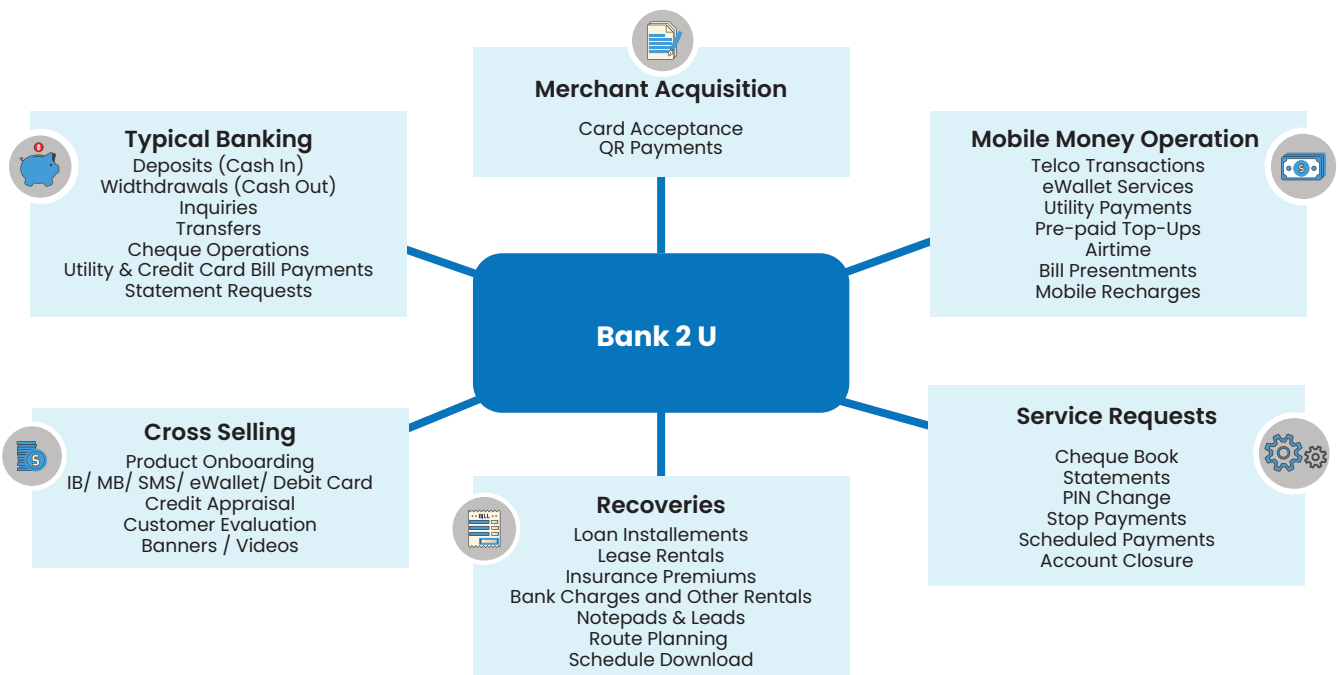 Merchant Acquisition
Card Acceptance
QR Payments
Typical Banking
Deposits (Cash In)
Widthdrawals (Cash Out)
Inquiries
Transfers
Cheque Operations
Utility & Credit Card Bill Payments
Statement Requests
Mobile Money Operation
Telco Transactions
eWallet Services
Utility Payments
Pre-paid Top-Ups
Airtime
Bill Presentments
Mobile Recharges
Bank 2 U
Cross Selling
Product Onboarding
IB/ MB/ SMS/ eWallet/ Debit Card
Credit Appraisal
Customer Evaluation
Banners / Videos
BILL
Recoveries
Loan Installements
Lease Rentals
Insurance Premiums
Bank Charges and Other Rentals
Notepads & Leads
Route Planning
Schedule Download
Service Requests
Cheque Book
Statements
PIN Change
Stop Payments
Scheduled Payments
Account Closure